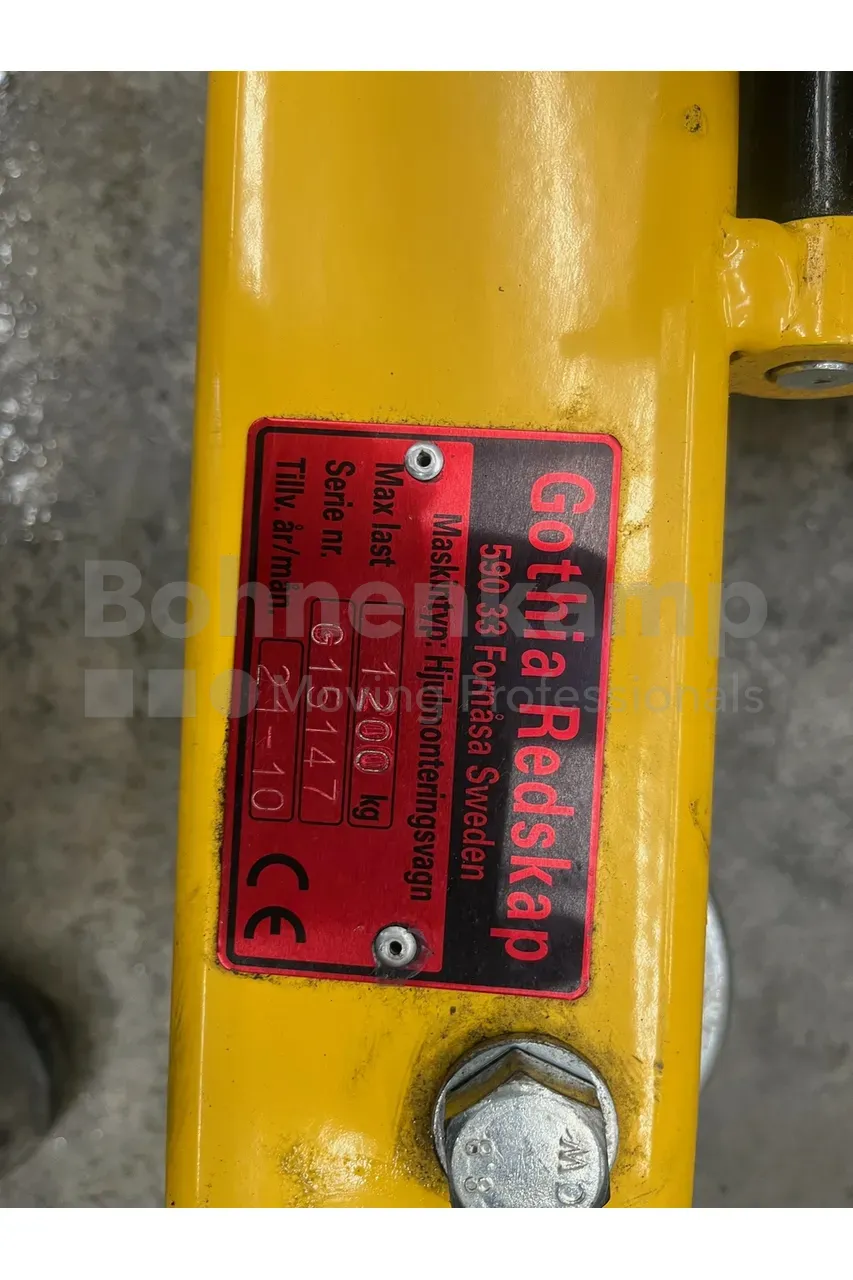 Gothia Redskap
590 33 Fornåsa Sweden
Maskintyp: Hjulmonteringsvagn
Max last 1200 kg
Serie nr. G15147
Tillv. år/mån 21-10
CE
Bohnenkamp
Moving Professionals
8.8
CW